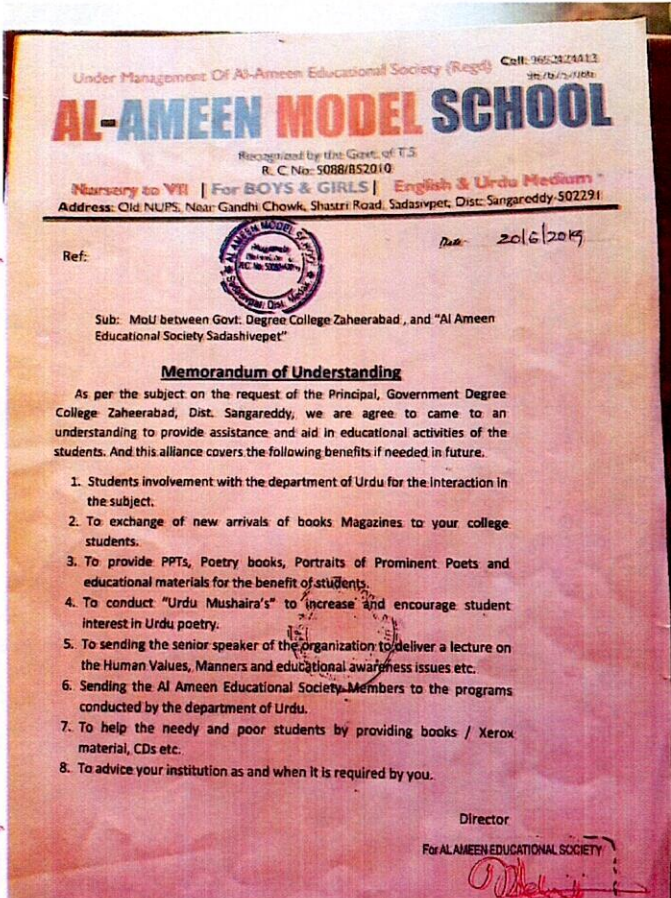 Under Management Of Al-Ameen Educational Society (Regd) Cell:
AL-AMEEN MODEL SCHOOL
Recognized by the Govt. of T.S
R. C No: 5088/B52010
Nursery to VII | For BOYS & GIRLS | English & Urdu Medium
Address: Old NUPS, Near Gandhi Chowk, Shastri Road, Sadasivpet, Dist: Sangareddy-502291
Ref:
AL AMEEN MODEL SCHOOL
Sadasivpet, Dist. Medak
Date 20/6/2019
Sub: MoU between Govt. Degree College Zaheerabad , and "Al Ameen
Educational Society Sadashivepet"
Memorandum of Understanding
As per the subject on the request of the Principal, Government Degree
College Zaheerabad, Dist. Sangareddy, we are agree to came to an
understanding to provide assistance and aid in educational activities of the
students. And this alliance covers the following benefits if needed in future.
1. Students involvement with the department of Urdu for the interaction in
the subject.
2. To exchange of new arrivals of books Magazines to your college
students.
3. To provide PPTs, Poetry books, Portraits of Prominent Poets and
educational materials for the benefit of students.
4. To conduct "Urdu Mushaira's" to increase and encourage student
interest in Urdu poetry.
5. To sending the senior speaker of the organization to deliver a lecture on
the Human Values, Manners and educational awareness issues etc.
6. Sending the Al Ameen Educational Society Members to the programs
conducted by the department of Urdu.
7. To help the needy and poor students by providing books / Xerox
material, CDs etc.
8. To advice your institution as and when it is required by you.
Director
For AL AMEEN EDUCATIONAL SOCIETY